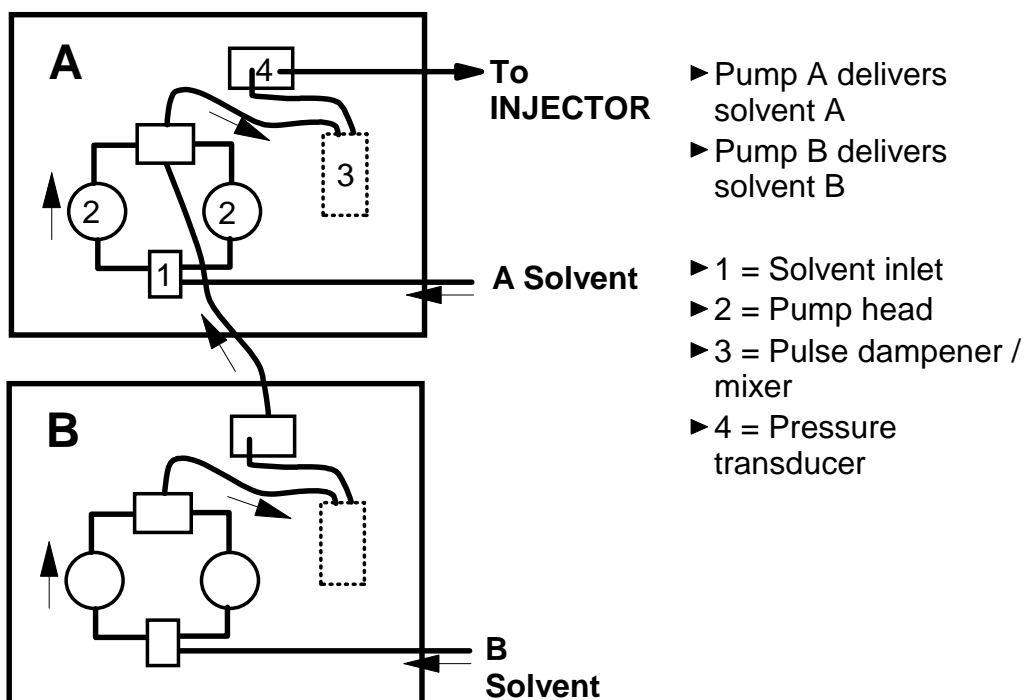 A
4
To
INJECTOR
3
2
2
1
A Solvent
B
B
Solvent
► Pump A delivers
solvent A
► Pump B delivers
solvent B
► 1 = Solvent inlet
► 2 = Pump head
► 3 = Pulse dampener /
mixer
► 4 = Pressure
transducer